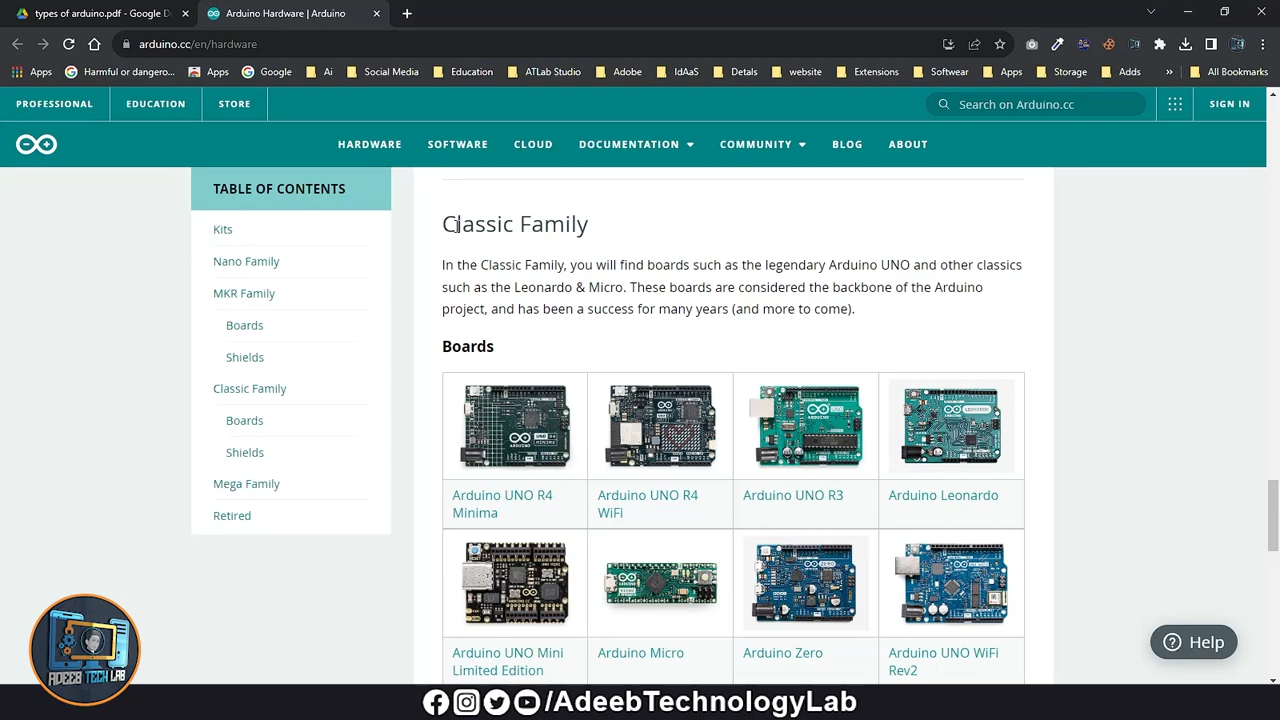 types of arduino.pdf - Google D
Arduino Hardware | Arduino
arduino.cc/en/hardware
Apps
Harmful or dangero...
Apps
Google
Ai
Social Media
Education
ATLab Studio
Adobe
IdAaS
Detals
website
Extensions
Softwear
Apps
Storage
Adds
All Bookmarks
PROFESSIONAL
EDUCATION
STORE
Search on Arduino.cc
SIGN IN
HARDWARE
SOFTWARE
CLOUD
DOCUMENTATION
COMMUNITY
BLOG
ABOUT
TABLE OF CONTENTS
Kits
Nano Family
MKR Family
Boards
Shields
Classic Family
Boards
Shields
Mega Family
Retired
Classic Family
In the Classic Family, you will find boards such as the legendary Arduino UNO and other classics
such as the Leonardo & Micro. These boards are considered the backbone of the Arduino
project, and has been a success for many years (and more to come).
Boards
Arduino UNO R4
Minima
Arduino UNO R4
WiFi
Arduino UNO R3
Arduino Leonardo
Arduino UNO Mini
Limited Edition
Arduino Micro
Arduino Zero
Arduino UNO WiFi
Rev2
Help
ADEEB TECH LAB
/AdeebTechnologyLab